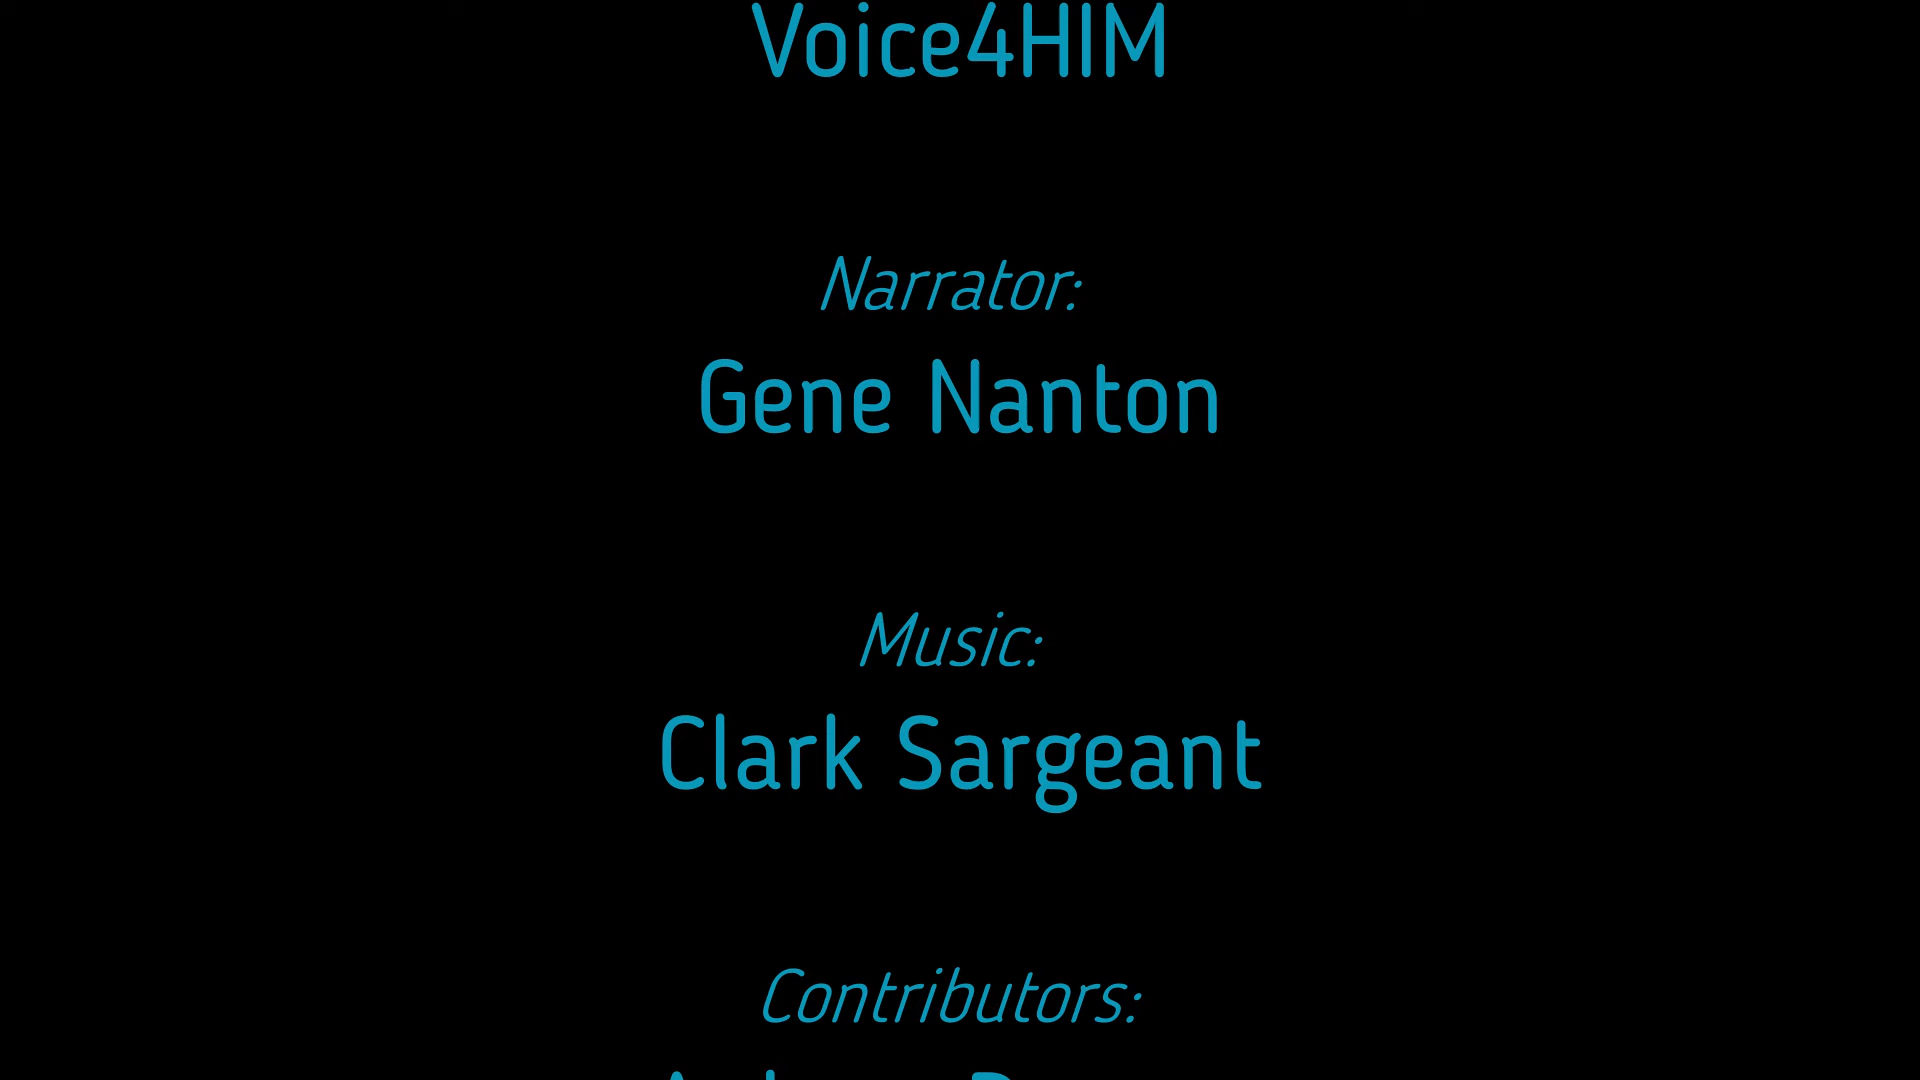 Voice4HIM
Narrator:
Gene Nanton
Music:
Clark Sargeant
Contributors: